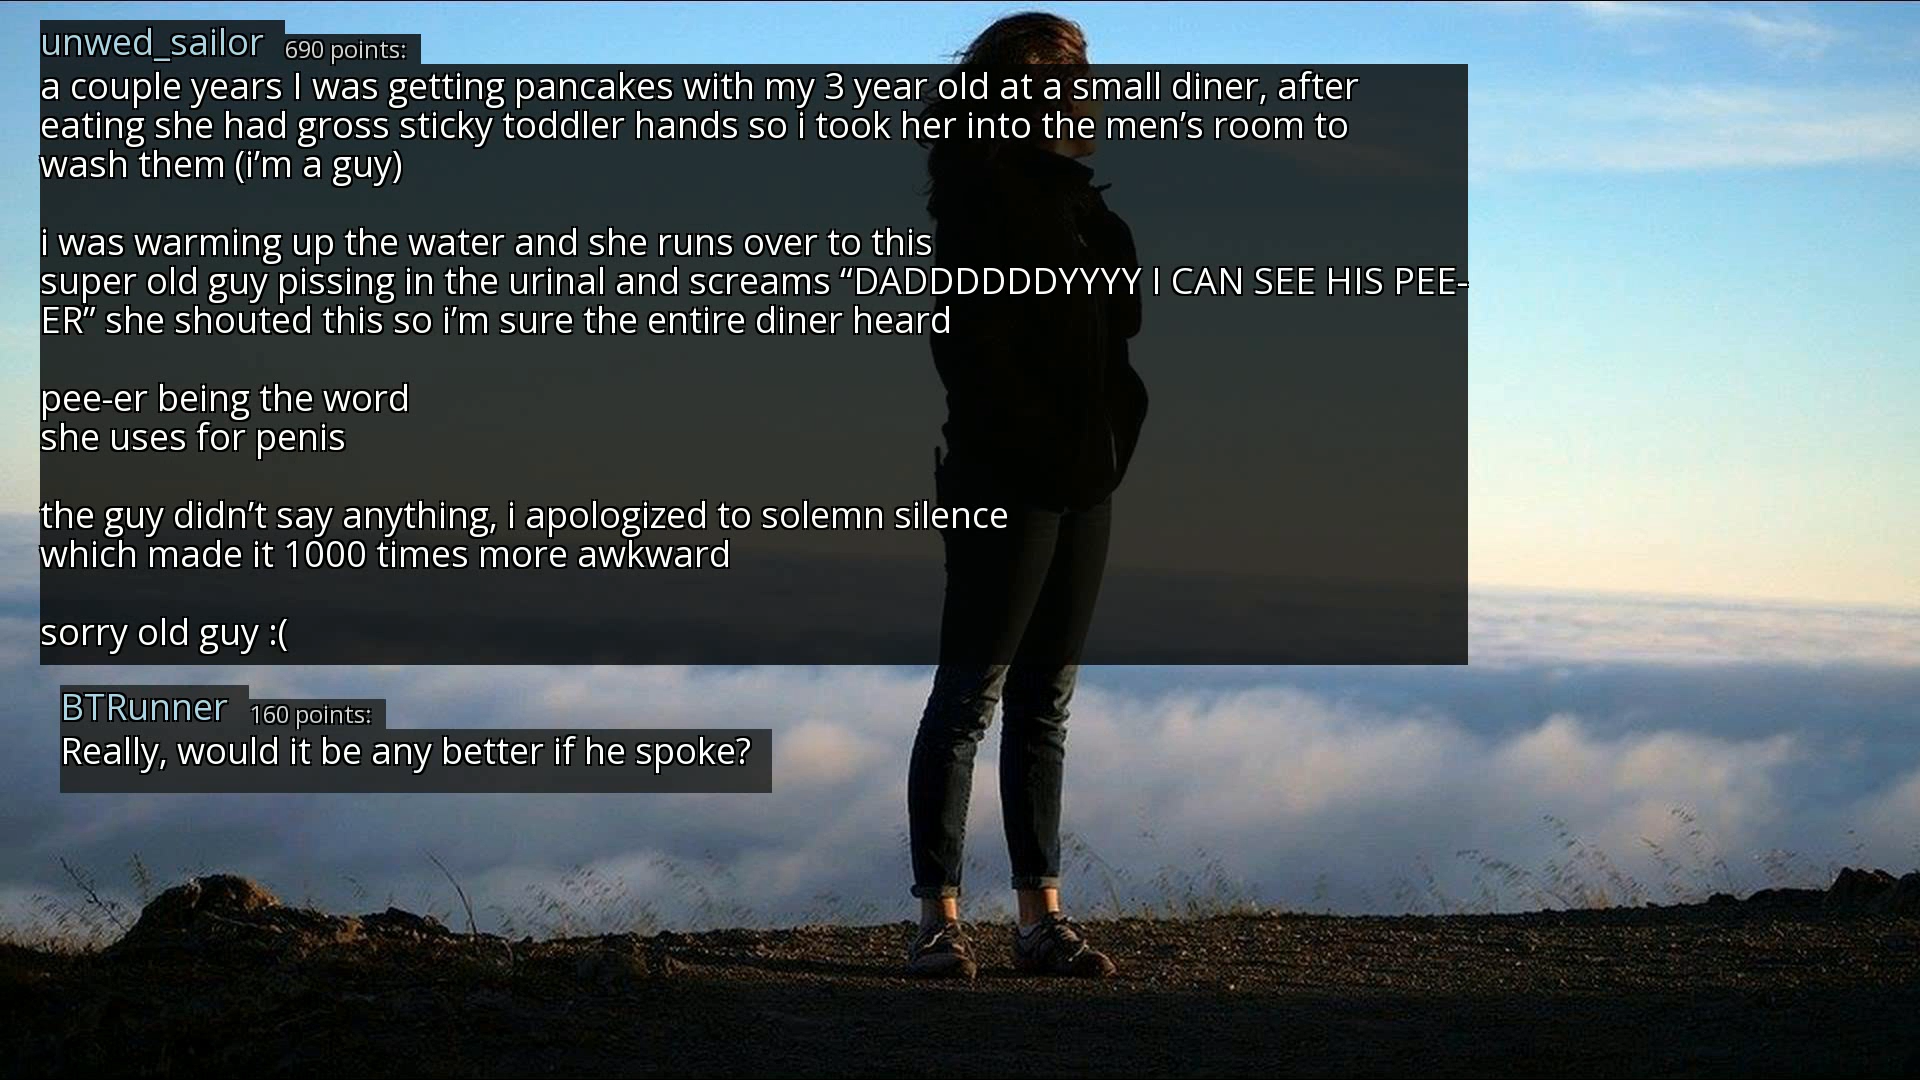 unwed_sailor 690 points:
a couple years I was getting pancakes with my 3 year old at a small diner, after
eating she had gross sticky toddler hands so i took her into the men’s room to
wash them (i’m a guy)
i was warming up the water and she runs over to this
super old guy pissing in the urinal and screams “DADDDDDDYYYY I CAN SEE HIS PEE-
ER” she shouted this so i’m sure the entire diner heard
pee-er being the word
she uses for penis
the guy didn’t say anything, i apologized to solemn silence
which made it 1000 times more awkward
sorry old guy :(
BTRunner 160 points:
Really, would it be any better if he spoke?